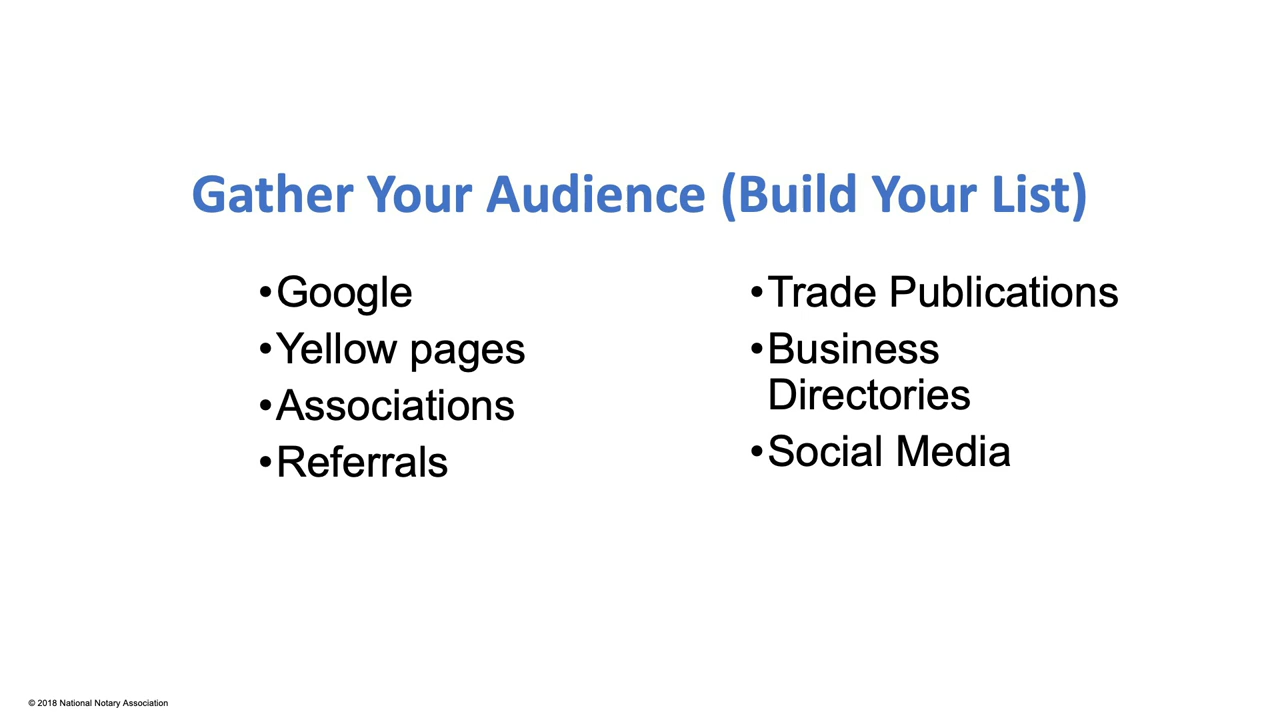 Gather Your Audience (Build Your List)
•Google
•Yellow pages
•Associations
•Referrals
•Trade Publications
•Business
Directories
•Social Media
© 2018 National Notary Association